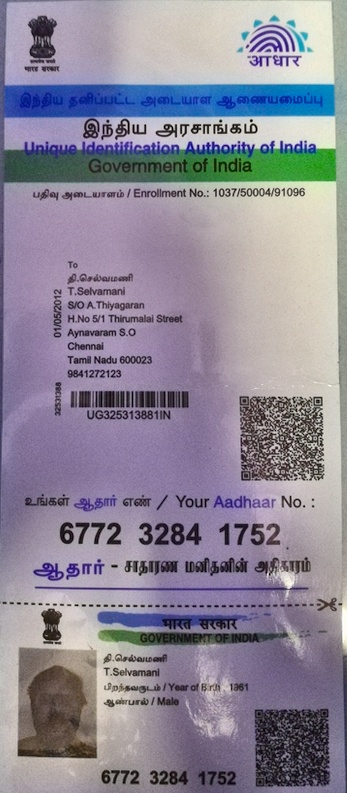 भारत सरकार
आधार
இந்திய தனிப்பட்ட அடையாள ஆணையமைப்பு
இந்திய அரசாங்கம்
Unique Identification Authority of India
Government of India
பதிவு அடையாளம் / Enrollment No.: 1037/50004/91096
To
தி.செல்வமணி
T.Selvamani
S/O A.Thiyagaran
H.No 5/1 Thirumalai Street
Aynavaram S.O
Chennai
Tamil Nadu 600023
9841272123
01/05/2012
32531388
UG325313881IN
உங்கள் ஆதார் எண் / Your Aadhaar No. :
6772 3284 1752
ஆதார் - சாதாரண மனிதனின் அதிகாரம்
भारत सरकार
GOVERNMENT OF INDIA
தி.செல்வமணி
T.Selvamani
பிறந்தவருடம் / Year of Birth 1961
ஆண்பால் / Male
6772 3284 1752